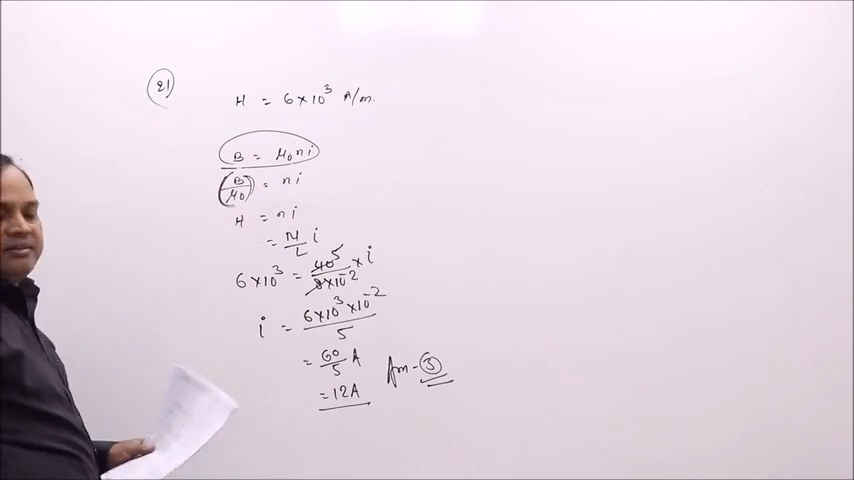 21
H = 6×10³ A/m.
B = μ₀ni
B/μ₀ = ni
H = ni
= N/L i
6×10³ = 40 5/8×10⁻² × i
i = 6×10³×10⁻²/5
= 60/5 A
= 12A Am - 3